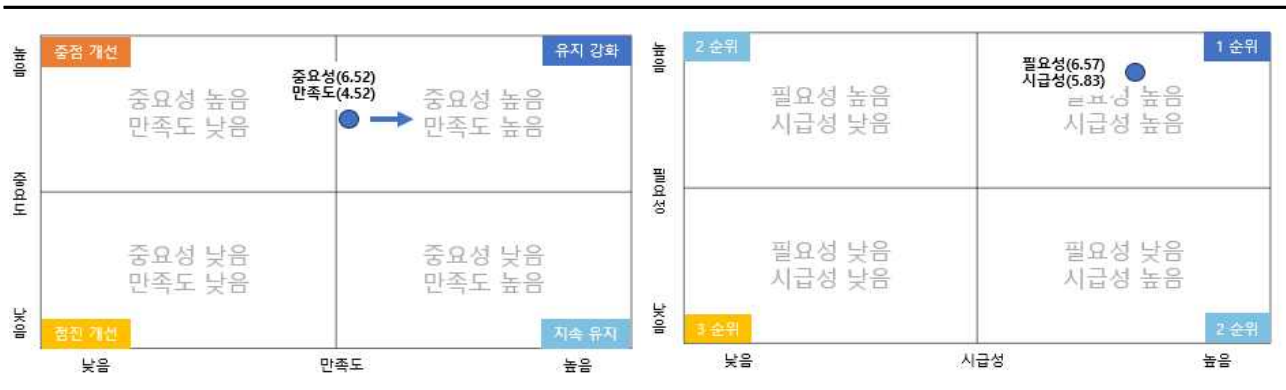 중점 개선
유지 강화
높음
중요성(6.52)
만족도(4.52)
중요성 높음
만족도 낮음
중요성 높음
만족도 높음
중요도
중요성 낮음
만족도 낮음
중요성 낮음
만족도 높음
낮음
점진 개선
지속 유지
낮음
만족도
높음
2 순위
1 순위
높음
필요성(6.57)
시급성(5.83)
필요성 높음
시급성 낮음
필요성 높음
시급성 높음
필요성
필요성 낮음
시급성 낮음
필요성 낮음
시급성 높음
낮음
3 순위
2 순위
낮음
시급성
높음